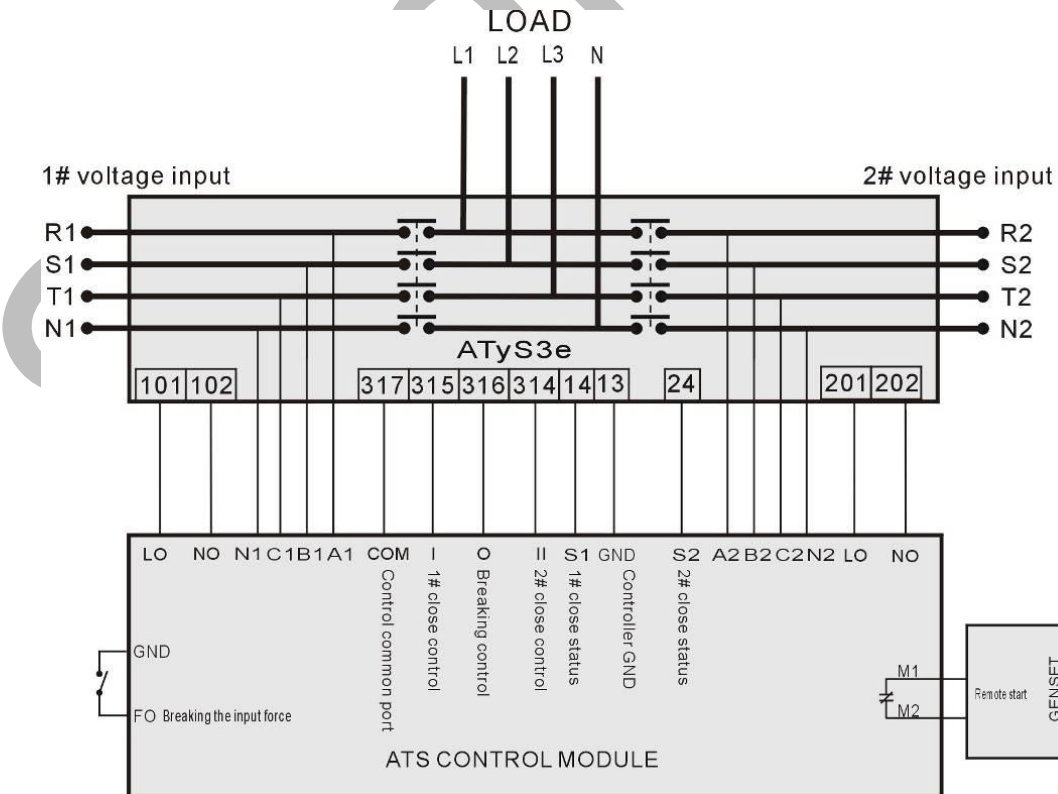 LOAD
L1 L2 L3 N
1# voltage input
2# voltage input
R1
S1
T1
N1
R2
S2
T2
N2
ATyS3e
101 102 317 315 316 314 14 13 24 201 202
LO NO N1 C1 B1 A1 COM I O II S1 GND S2 A2 B2 C2 N2 LO NO
Control common port
1# close control
Breaking control
2# close control
1# close status
Controller GND
2# close status
GND
FO Breaking the input force
M1
M2
Remote start
GENSET
ATS CONTROL MODULE